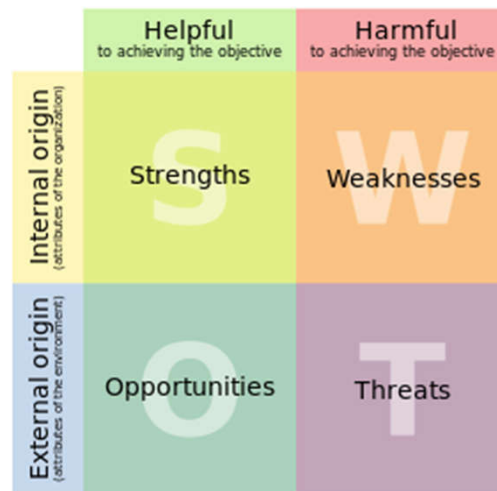 Helpful
to achieving the objective
Harmful
to achieving the objective
Internal origin
(attributes of the organization)
S
Strengths
W
Weaknesses
External origin
(attributes of the environment)
O
Opportunities
T
Threats